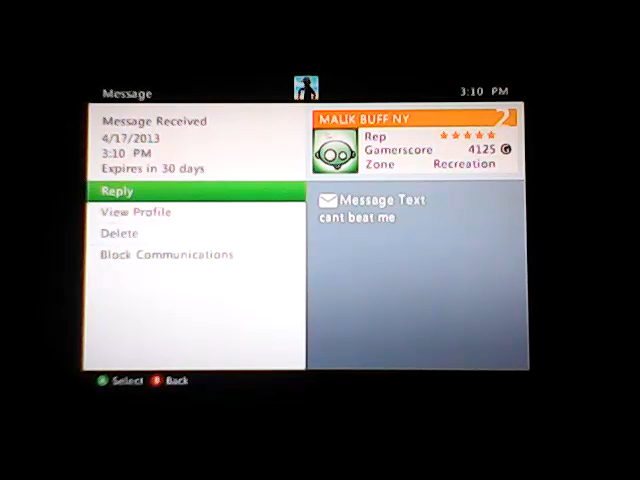 Message
3:10 PM
Message Received
4/17/2013
3:10 PM
Expires in 30 days
Reply
View Profile
Delete
Block Communications
MALIK BUFF NY
2
Rep
Gamerscore 4125 G
Zone Recreation
Message Text
cant beat me
A Select B Back